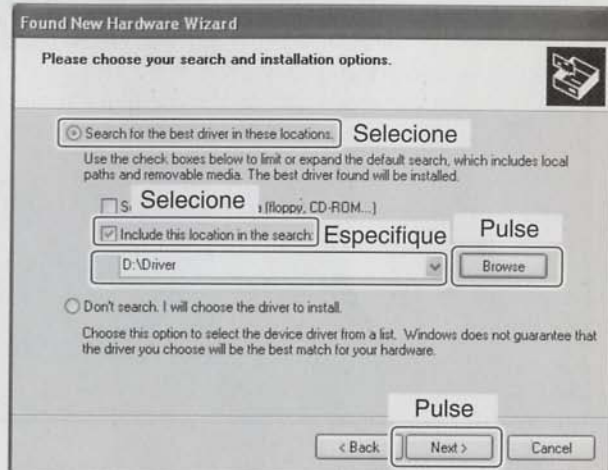 Found New Hardware Wizard
Please choose your search and installation options.
Search for the best driver in these locations. Selecione
Use the check boxes below to limit or expand the default search, which includes local
paths and removable media. The best driver found will be installed.
Selecione (floppy, CD-ROM...)
Include this location in the search: Especifique Pulse
D:\Driver Browse
Don't search. I will choose the driver to install.
Choose this option to select the device driver from a list. Windows does not guarantee that
the driver you choose will be the best match for your hardware.
Pulse
< Back Next > Cancel